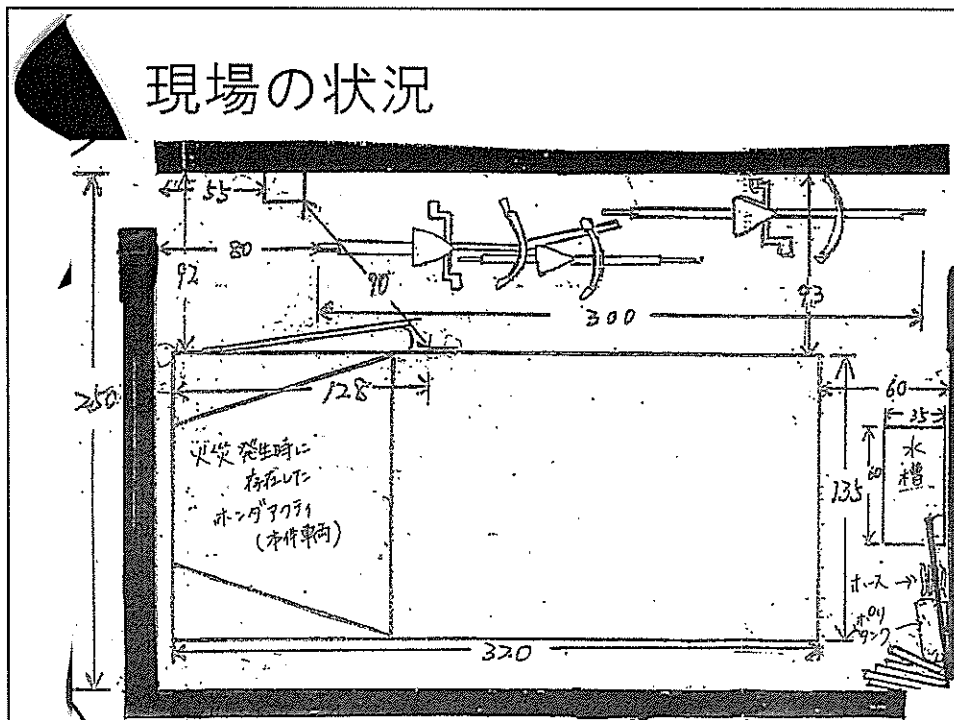 現場の状況
55
80
92
90
300
93
250
128
60
35
水槽
60
135
火災発生時に
存在した
ホンダアクティ
(本件車両)
ホース→
ポリ
タンク
320